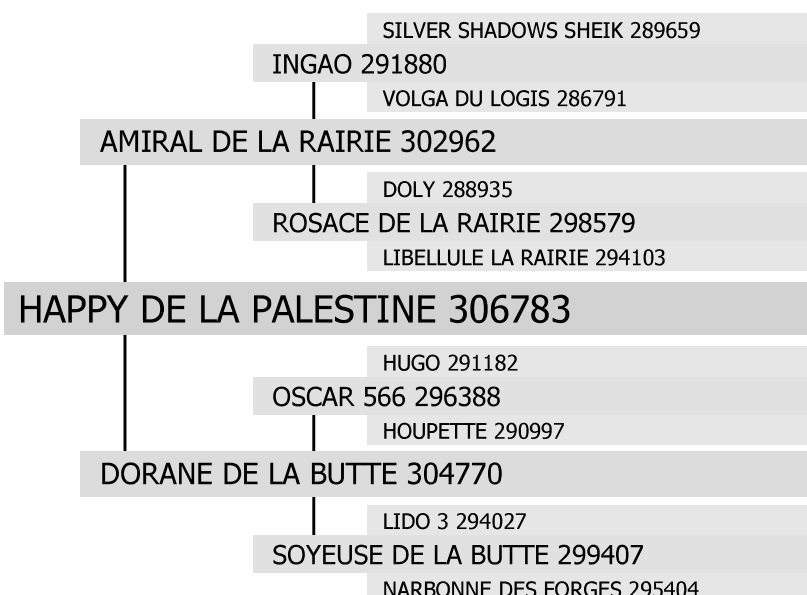 SILVER SHADOWS SHEIK 289659
INGAO 291880
VOLGA DU LOGIS 286791
AMIRAL DE LA RAIRIE 302962
DOLY 288935
ROSACE DE LA RAIRIE 298579
LIBELLULE LA RAIRIE 294103
HAPPY DE LA PALESTINE 306783
HUGO 291182
OSCAR 566 296388
HOUPETTE 290997
DORANE DE LA BUTTE 304770
LIDO 3 294027
SOYEUSE DE LA BUTTE 299407
NARBONNE DES FORGES 295404